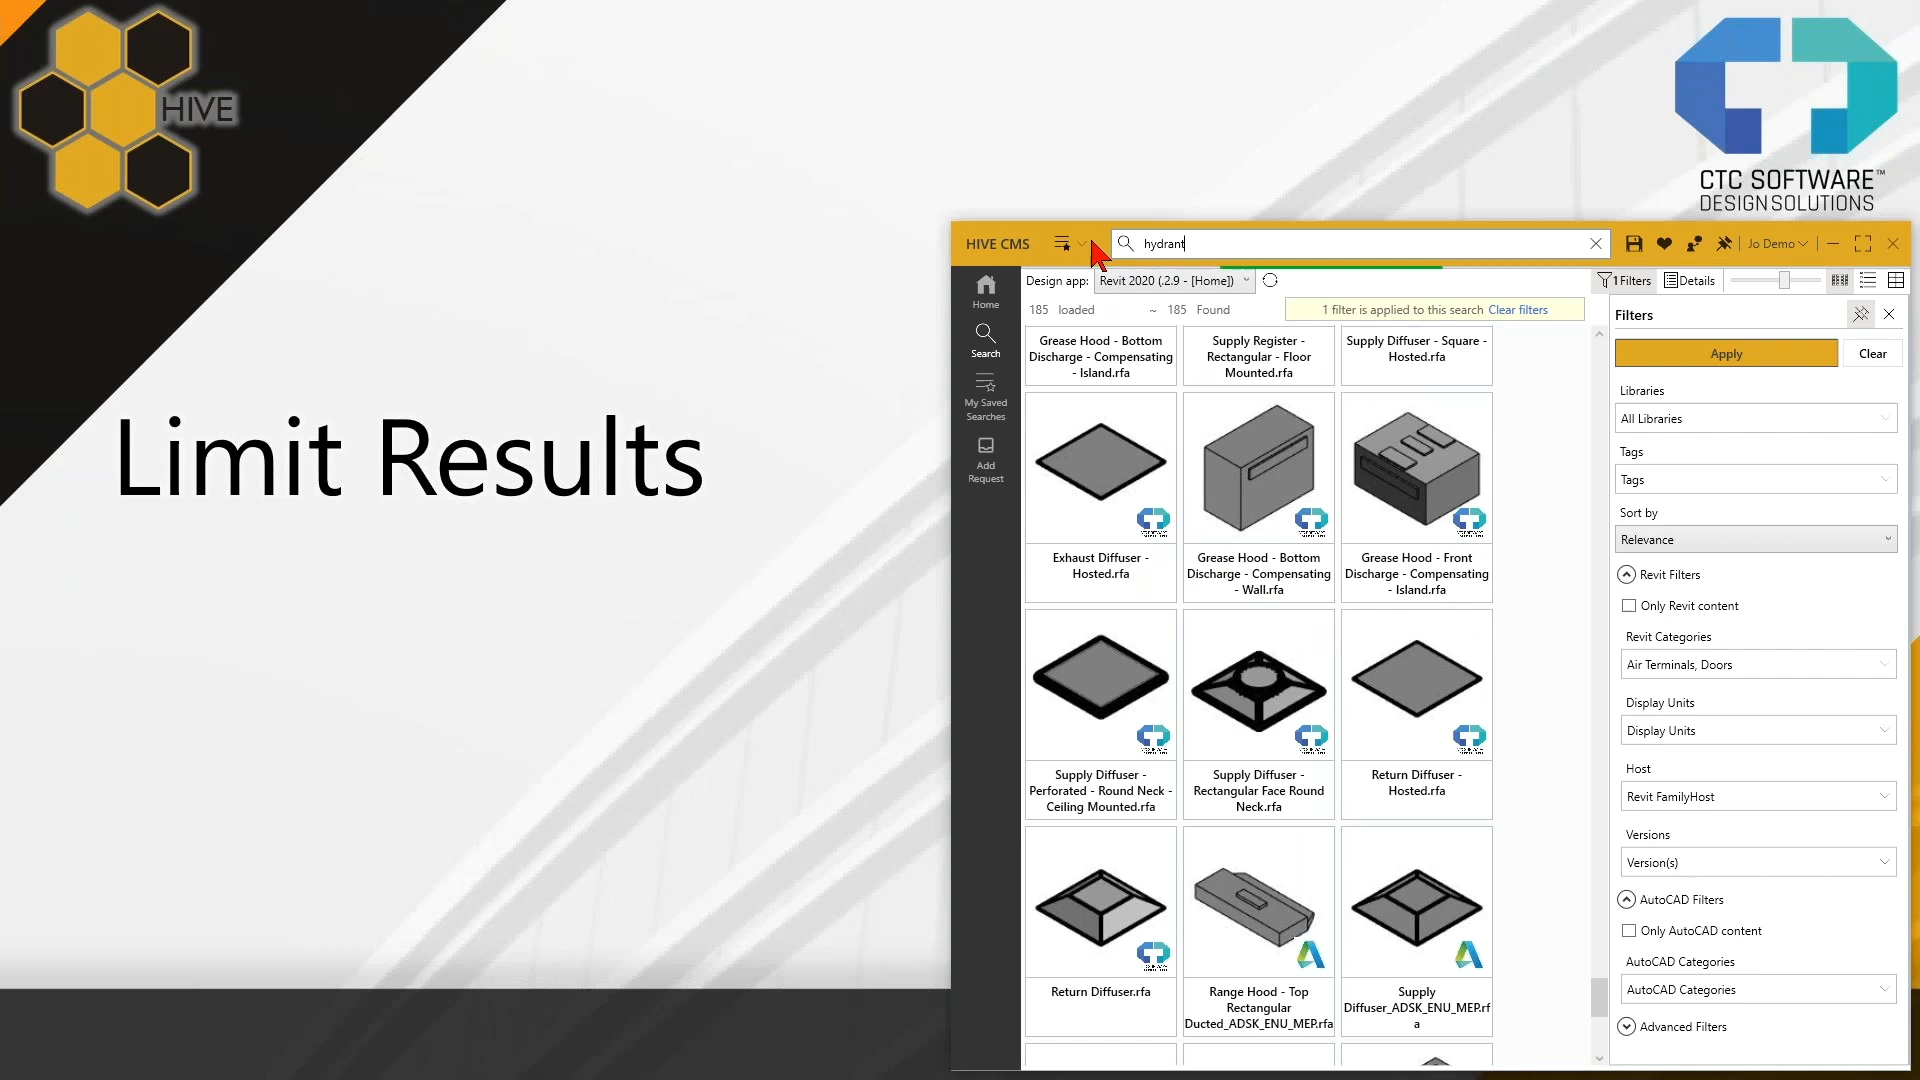 HIVE
CTC SOFTWARE™
DESIGN SOLUTIONS
Limit Results
HIVE CMS
hydrant
Jo Demo
Design app:
Revit 2020 (.2.9 - [Home])
1 Filters
Details
185 loaded ~ 185 Found
1 filter is applied to this search Clear filters
Home
Search
My Saved
Searches
Add
Request
Grease Hood - Bottom
Discharge - Compensating
- Island.rfa
Supply Register -
Rectangular - Floor
Mounted.rfa
Supply Diffuser - Square -
Hosted.rfa
Exhaust Diffuser -
Hosted.rfa
Grease Hood - Bottom
Discharge - Compensating
- Wall.rfa
Grease Hood - Front
Discharge - Compensating
- Island.rfa
Supply Diffuser -
Perforated - Round Neck -
Ceiling Mounted.rfa
Supply Diffuser -
Rectangular Face Round
Neck.rfa
Return Diffuser -
Hosted.rfa
Return Diffuser.rfa
Range Hood - Top
Rectangular
Ducted_ADSK_ENU_MEP.rfa
Supply
Diffuser_ADSK_ENU_MEP.rf
a
Filters
Apply
Clear
Libraries
All Libraries
Tags
Tags
Sort by
Relevance
Revit Filters
Only Revit content
Revit Categories
Air Terminals, Doors
Display Units
Display Units
Host
Revit FamilyHost
Versions
Version(s)
AutoCAD Filters
Only AutoCAD content
AutoCAD Categories
AutoCAD Categories
Advanced Filters